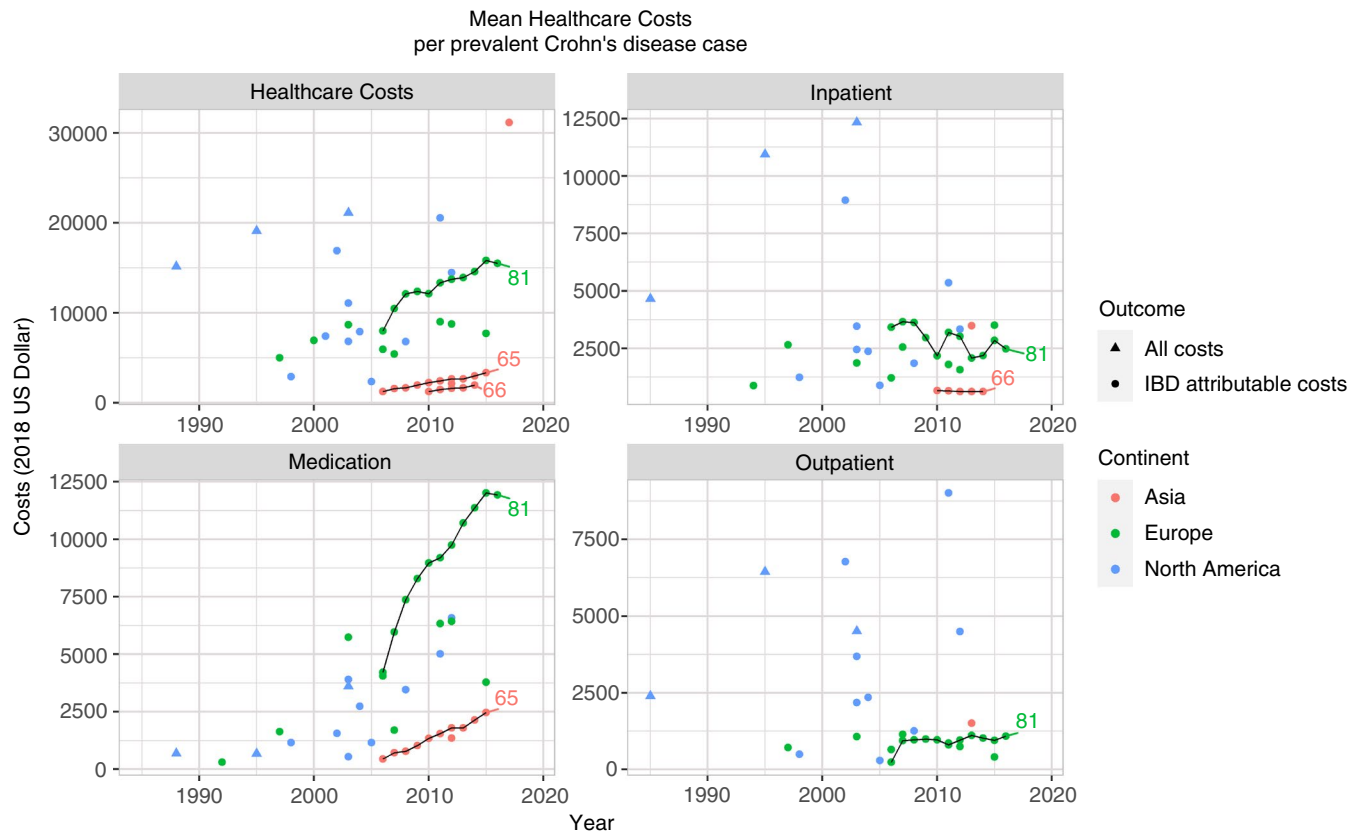 Mean Healthcare Costs
per prevalent Crohn's disease case
Healthcare Costs
30000
20000
10000
0
81
65
66
1990 2000 2010 2020
Inpatient
12500
10000
7500
5000
2500
81
66
1990 2000 2010 2020
Medication
12500
10000
7500
5000
2500
0
81
65
1990 2000 2010 2020
Outpatient
7500
5000
2500
0
81
1990 2000 2010 2020
Costs (2018 US Dollar)
Year
Outcome
All costs
IBD attributable costs
Continent
Asia
Europe
North America